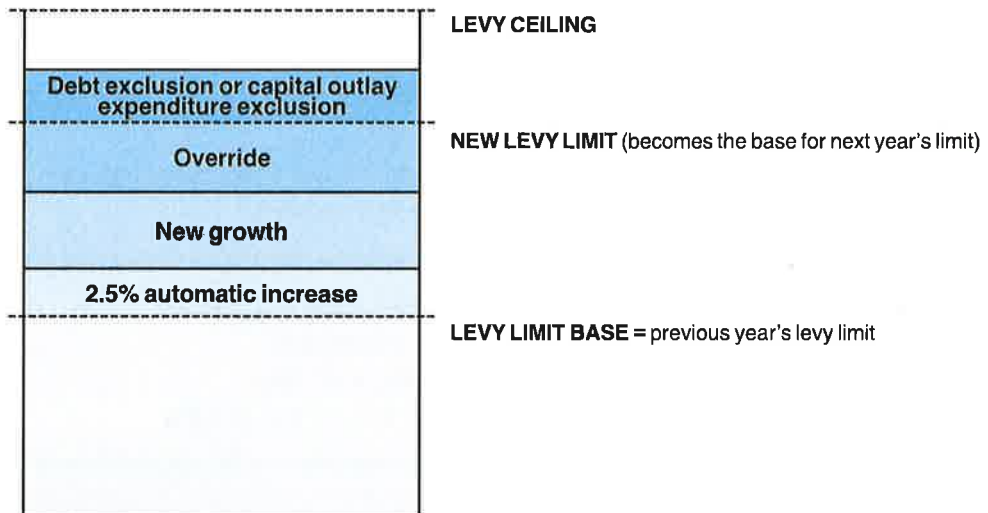 LEVY CEILING
Debt exclusion or capital outlay
expenditure exclusion
NEW LEVY LIMIT (becomes the base for next year's limit)
Override
New growth
2.5% automatic increase
LEVY LIMIT BASE = previous year's levy limit